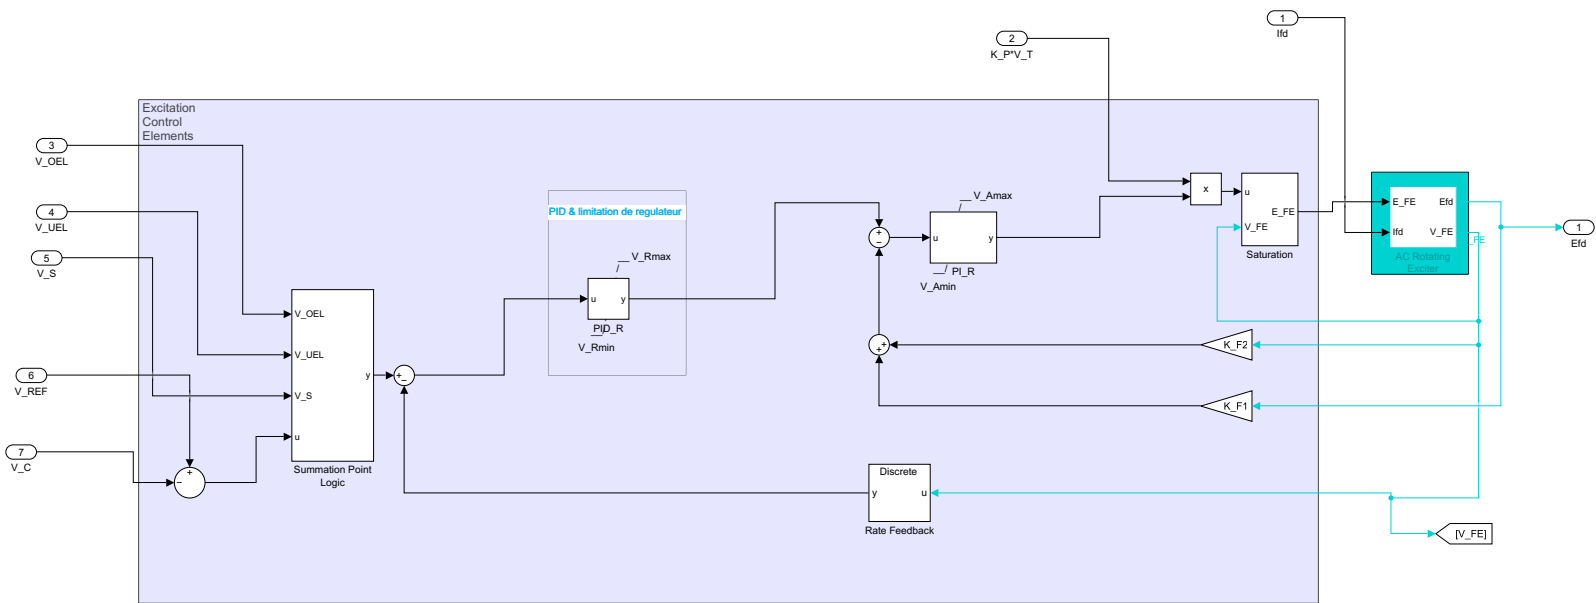 1
Ifd
2
K_P*V_T
Excitation
Control
Elements
3
V_OEL
4
V_UEL
5
V_S
6
V_REF
7
V_C
+
−
V_OEL
V_UEL
V_S
u
y
Summation Point
Logic
+
−
PID & limitation de regulateur
V_Rmax
u
y
PID_R
V_Rmin
+
−
V_Amax
u
y
PI_R
V_Amin
x
u
V_FE
E_FE
Saturation
E_FE
Ifd
Efd
V_FE
AC Rotating
Exciter
1
Efd
+
+
K_F2
K_F1
Discrete
y
u
Rate Feedback
[V_FE]